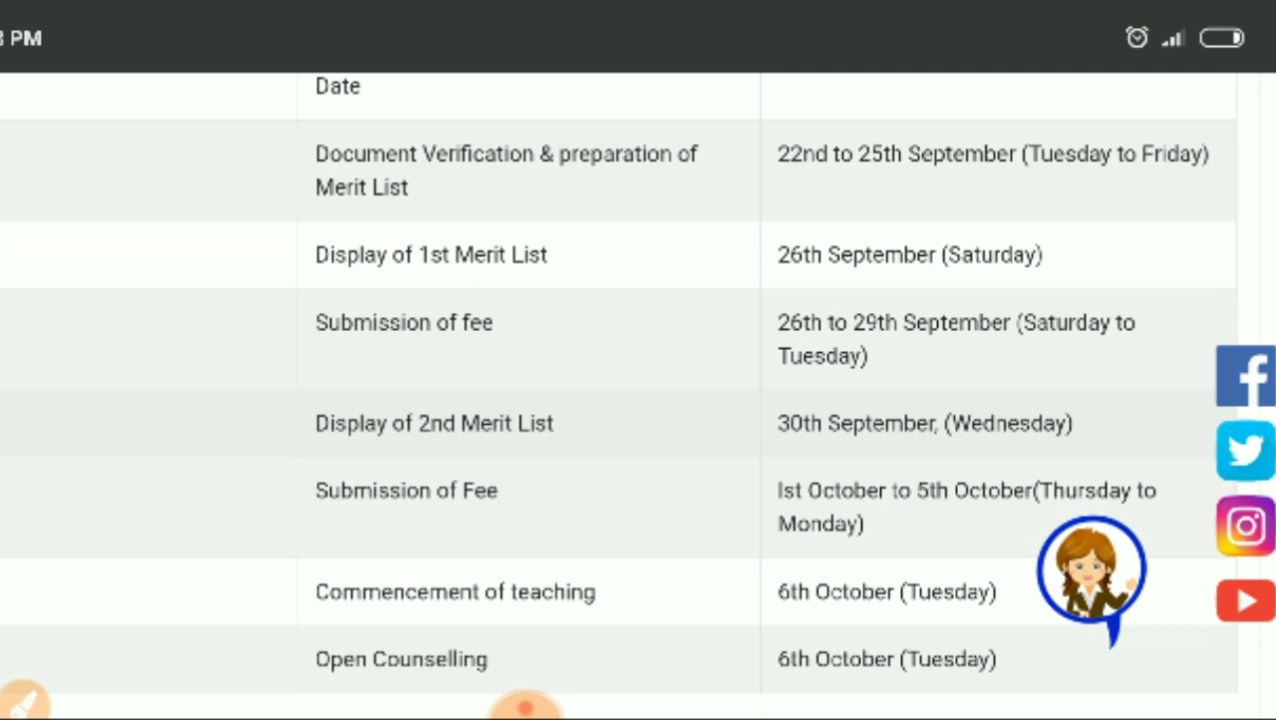 PM
Date
Document Verification & preparation of
Merit List
22nd to 25th September (Tuesday to Friday)
Display of 1st Merit List
26th September (Saturday)
Submission of fee
26th to 29th September (Saturday to
Tuesday)
Display of 2nd Merit List
30th September, (Wednesday)
Submission of Fee
Ist October to 5th October(Thursday to
Monday)
Commencement of teaching
6th October (Tuesday)
Open Counselling
6th October (Tuesday)